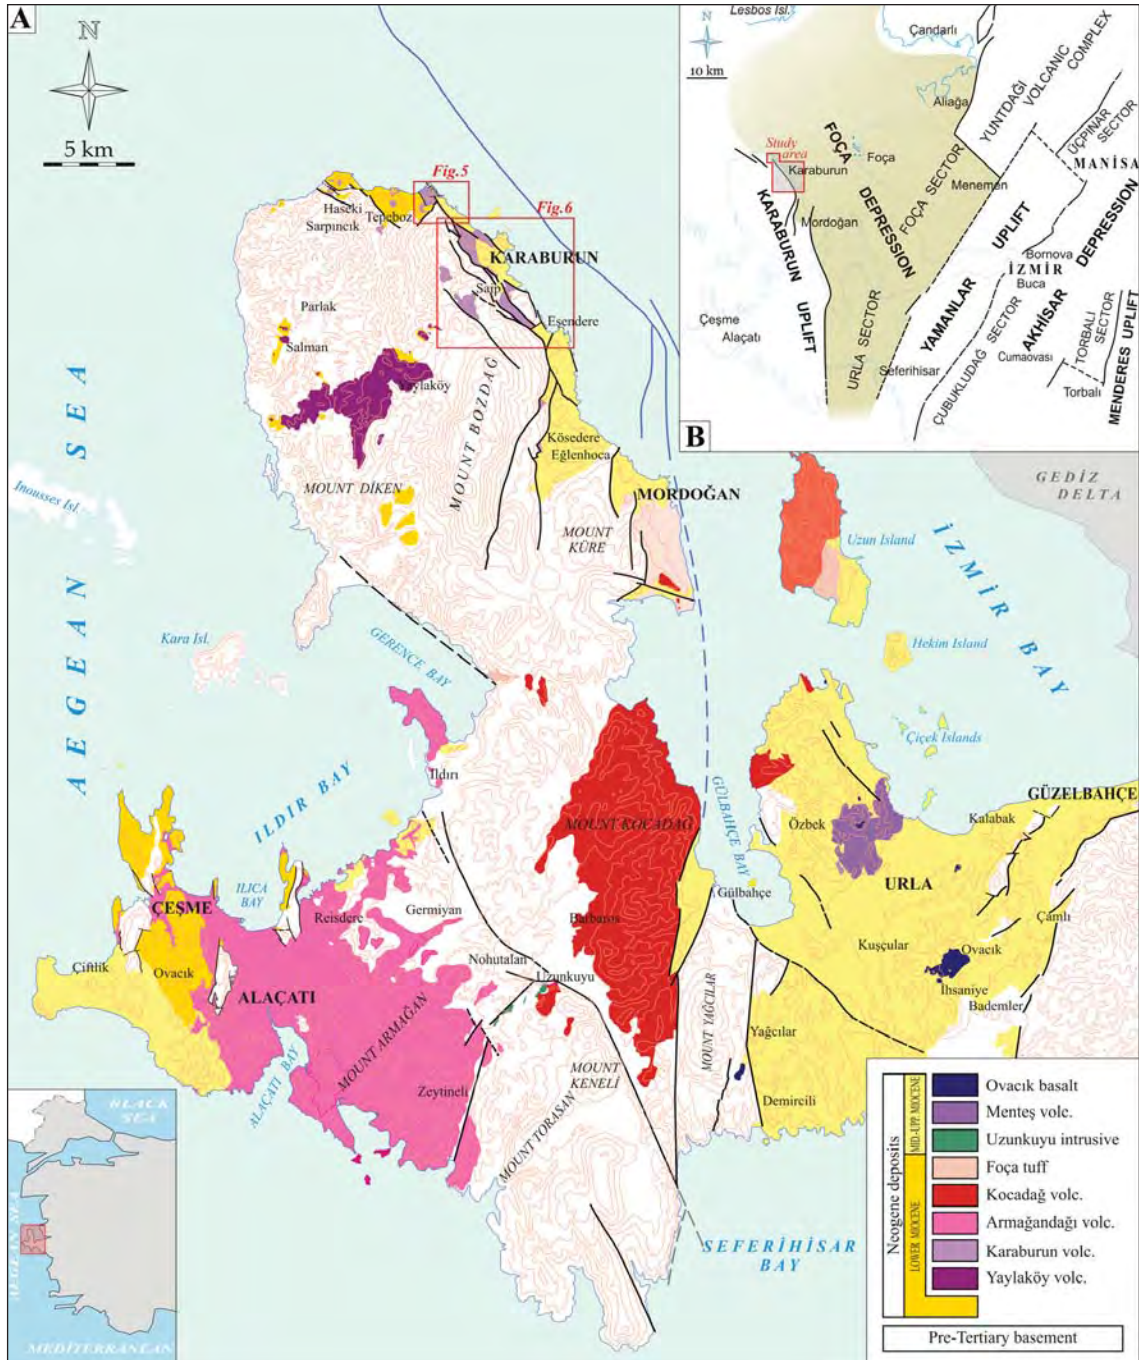 A
N
5 km
Fig.5
Fig.6
Haseki
Sarpıncık
Tepeboz
KARABURUN
Saip
Eşendere
Parlak
Salman
Yaylaköy
MOUNT BOZDAĞ
Kösedere
Eğlenhoca
MOUNT DİKEN
MORDOĞAN
MOUNT
KÜRE
AEGEAN SEA
Inousses Isl.
Kara Isl.
GERENCE BAY
Uzun Island
Hekim Island
Çiçek Islands
İZMİR BAY
GEDİZ
DELTA
Ildırı
ILDIR BAY
ILICA
BAY
MOUNT KOCADAĞ
GÜLBAHÇE BAY
Özbek
Kalabak
GÜZELBAHÇE
URLA
Gülbahçe
ÇEŞME
Reisdere
Germiyan
Barbaros
Çamlı
Kuşçular
Ovacık
Çiftlik
Ovacık
Nohutalan
Uzunkuyu
İhsaniye
Bademler
ALAÇATI
MOUNT ARMAĞAN
MOUNT YAĞCILAR
Yağcılar
ALAÇATI BAY
Zeytineli
MOUNT
KENELİ
MOUNT TORASAN
Demircili
SEFERİHİSAR
BAY
B
N
10 km
Lesbos Isl.
Çandarlı
Aliağa
YUNTDAĞI
VOLCANIC
COMPLEX
ÜÇPINAR
SECTOR
MANİSA
Study
area
Karaburun
FOÇA
DEPRESSION
Foça
FOÇA SECTOR
Menemen
KARABURUN UPLIFT
Mordoğan
YAMANLAR UPLIFT
Bornova
İZMİR
Buca
AKHİSAR DEPRESSION
Çeşme
Alaçatı
URLA SECTOR
Seferihisar
ÇUBUKLUDAĞ SECTOR
Cumaovası
TORBALI
SECTOR
Torbalı
MENDERES UPLIFT
BLACK
SEA
AEGEAN SEA
MEDİTERRANEAN
Neogene deposits
MID-UPP. MIOCENE
LOWER MIOCENE
Ovacık basalt
Menteş volc.
Uzunkuyu intrusive
Foça tuff
Kocadağ volc.
Armağandağı volc.
Karaburun volc.
Yaylaköy volc.
Pre-Tertiary basement